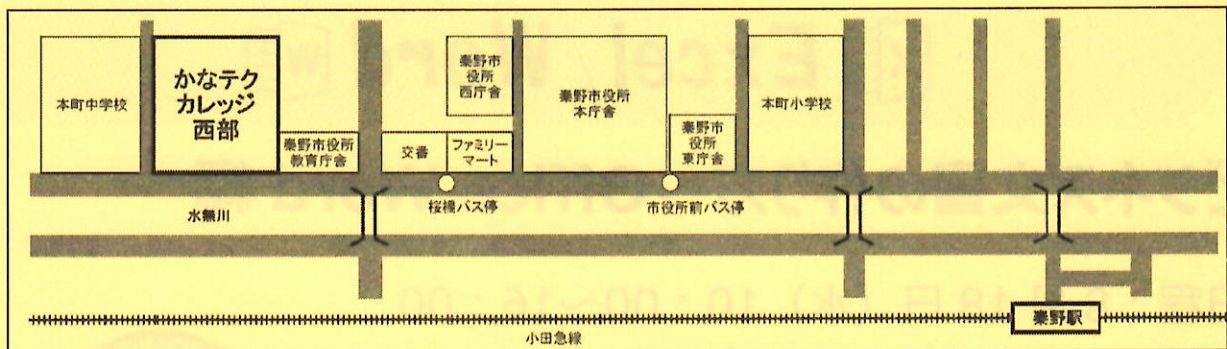 本町中学校
かなテク
カレッジ
西部
秦野市役所
教育庁舎
交番
ファミリー
マート
秦野市
役所
西庁舎
秦野市役所
本庁舎
秦野市
役所
東庁舎
本町小学校
水無川
桜橋バス停
市役所前バス停
秦野駅
小田急線